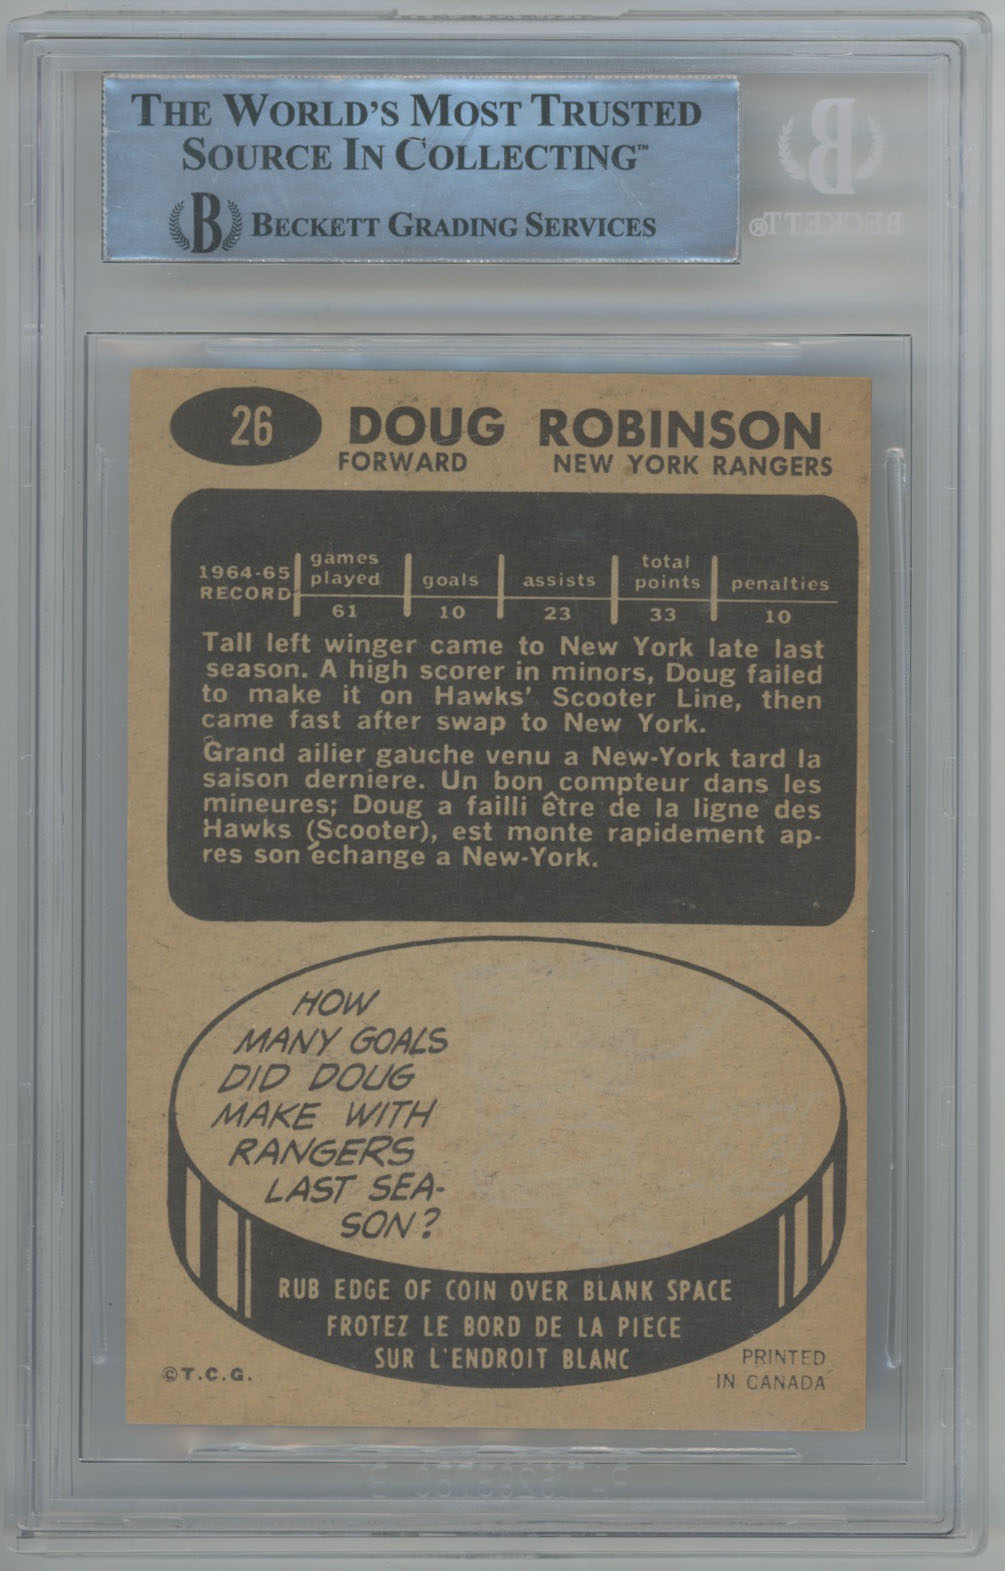 THE WORLD'S MOST TRUSTED
SOURCE IN COLLECTING™
B BECKETT GRADING SERVICES
B
BECKETT®
26 DOUG ROBINSON
FORWARD NEW YORK RANGERS
1964-65 RECORD games played goals assists total points penalties
61 10 23 33 10
Tall left winger came to New York late last
season. A high scorer in minors, Doug failed
to make it on Hawks' Scooter Line, then
came fast after swap to New York.
Grand ailier gauche venu a New-York tard la
saison derniere. Un bon compteur dans les
mineures; Doug a failli être de la ligne des
Hawks (Scooter), est monte rapidement ap-
res son échange a New-York.
HOW
MANY GOALS
DID DOUG
MAKE WITH
RANGERS
LAST SEA-
SON?
RUB EDGE OF COIN OVER BLANK SPACE
FROTEZ LE BORD DE LA PIECE
SUR L'ENDROIT BLANC
©T.C.G.
PRINTED
IN CANADA